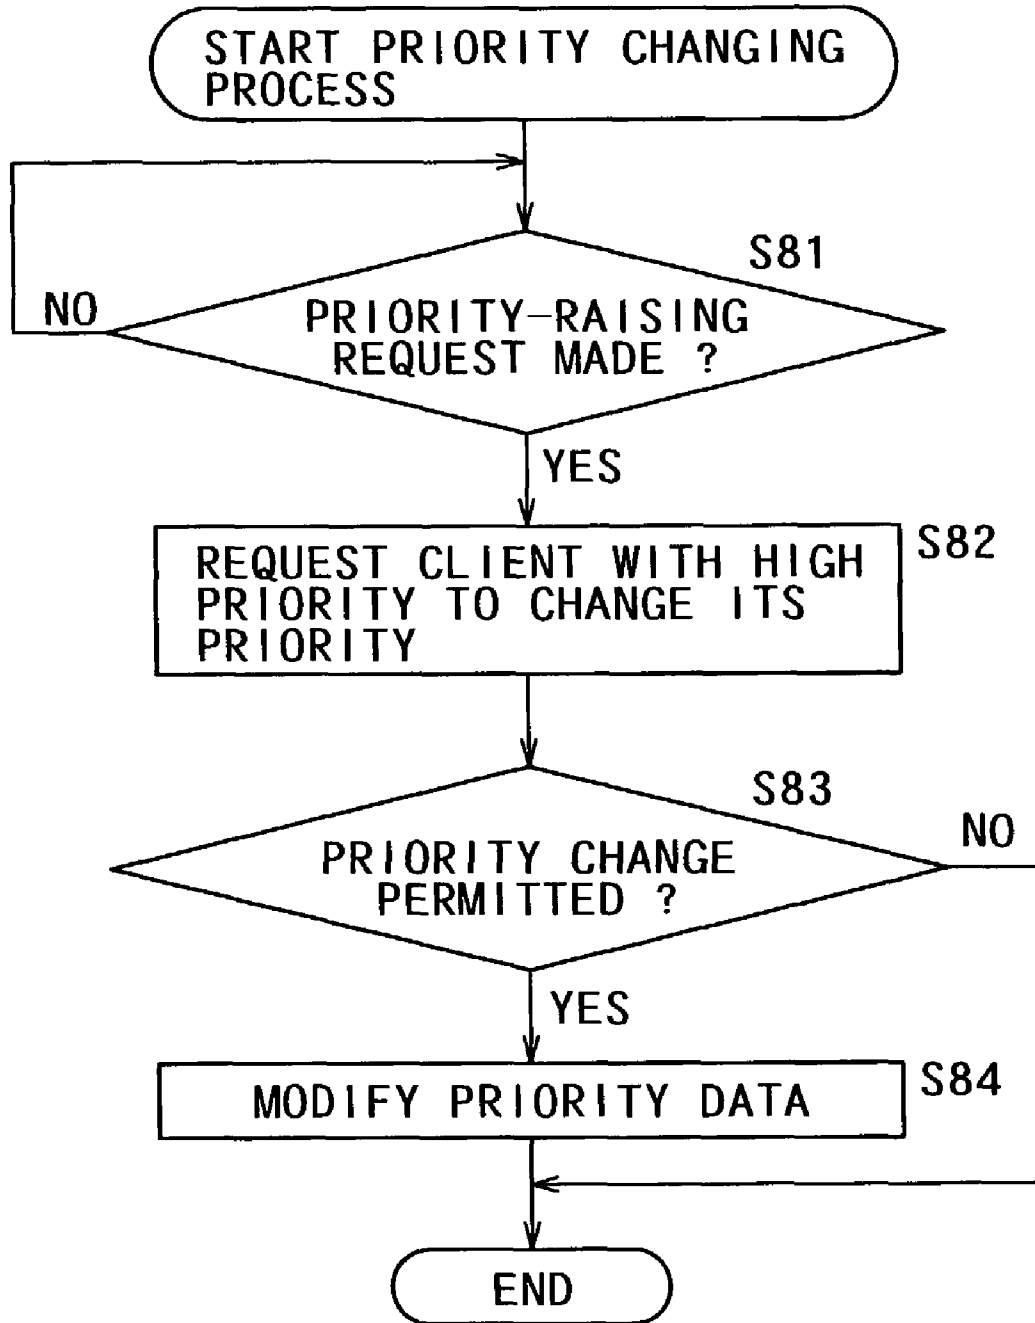 START PRIORITY CHANGING
PROCESS
S81
NO
PRIORITY-RAISING
REQUEST MADE ?
YES
S82
REQUEST CLIENT WITH HIGH
PRIORITY TO CHANGE ITS
PRIORITY
S83
NO
PRIORITY CHANGE
PERMITTED ?
YES
S84
MODIFY PRIORITY DATA
END